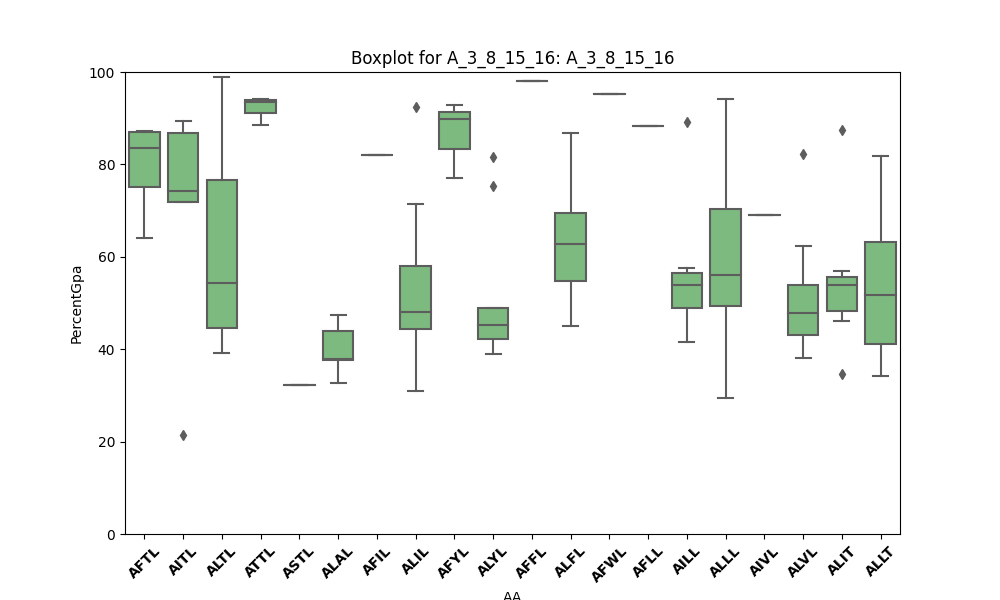 Boxplot for A_3_8_15_16: A_3_8_15_16
PercentGpa
100
80
60
40
20
0
AFTL
AITL
ALTL
ATTL
ASTL
ALAL
AFIL
ALIL
AFYL
ALYL
AFFL
ALFL
AFWL
AFLL
AILL
ALLL
AIVL
ALVL
ALIT
ALLT
AA